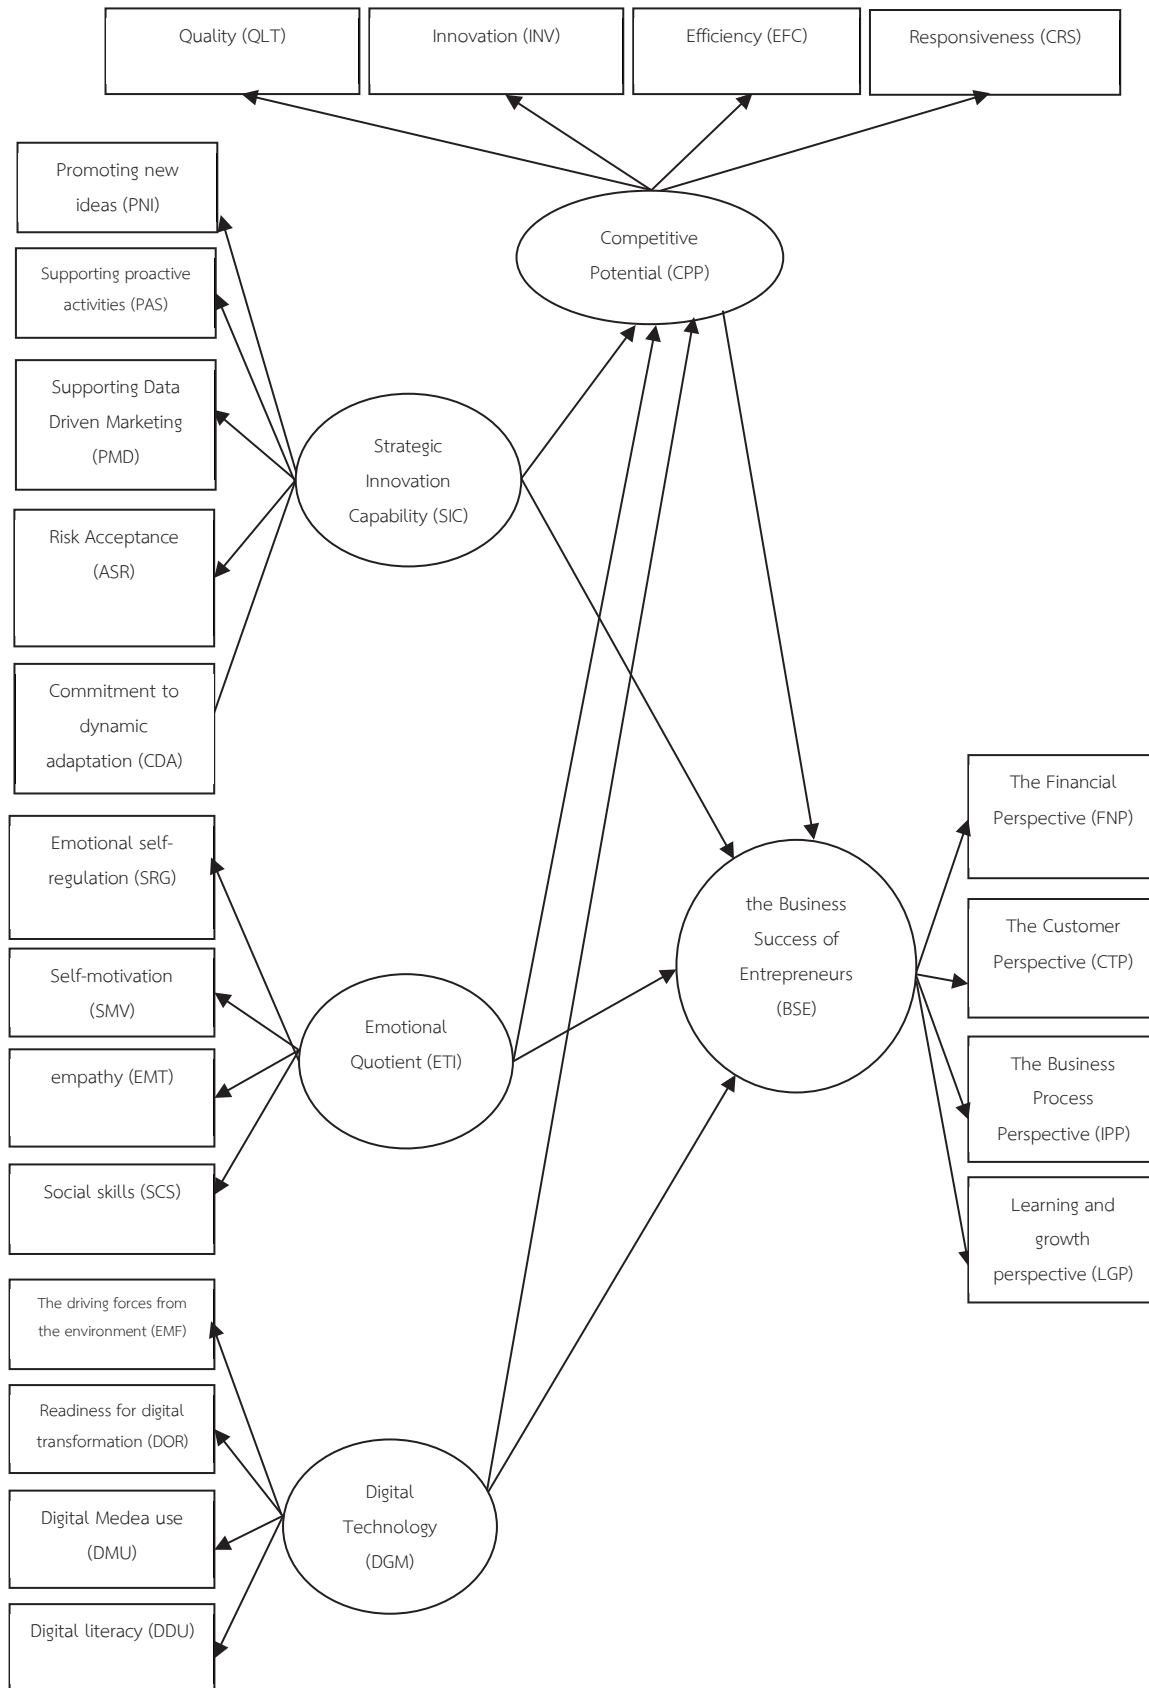 Quality (QLT)
Innovation (INV)
Efficiency (EFC)
Responsiveness (CRS)
Promoting new
ideas (PNI)
Supporting proactive
activities (PAS)
Supporting Data
Driven Marketing
(PMD)
Risk Acceptance
(ASR)
Commitment to
dynamic
adaptation (CDA)
Competitive
Potential (CPP)
Strategic
Innovation
Capability (SIC)
Emotional self-
regulation (SRG)
Self-motivation
(SMV)
empathy (EMT)
Social skills (SCS)
Emotional
Quotient (ETI)
the Business
Success of
Entrepreneurs
(BSE)
The Financial
Perspective (FNP)
The Customer
Perspective (CTP)
The Business
Process
Perspective (IPP)
Learning and
growth
perspective (LGP)
The driving forces from
the environment (EMF)
Readiness for digital
transformation (DOR)
Digital Medea use
(DMU)
Digital literacy (DDU)
Digital
Technology
(DGM)